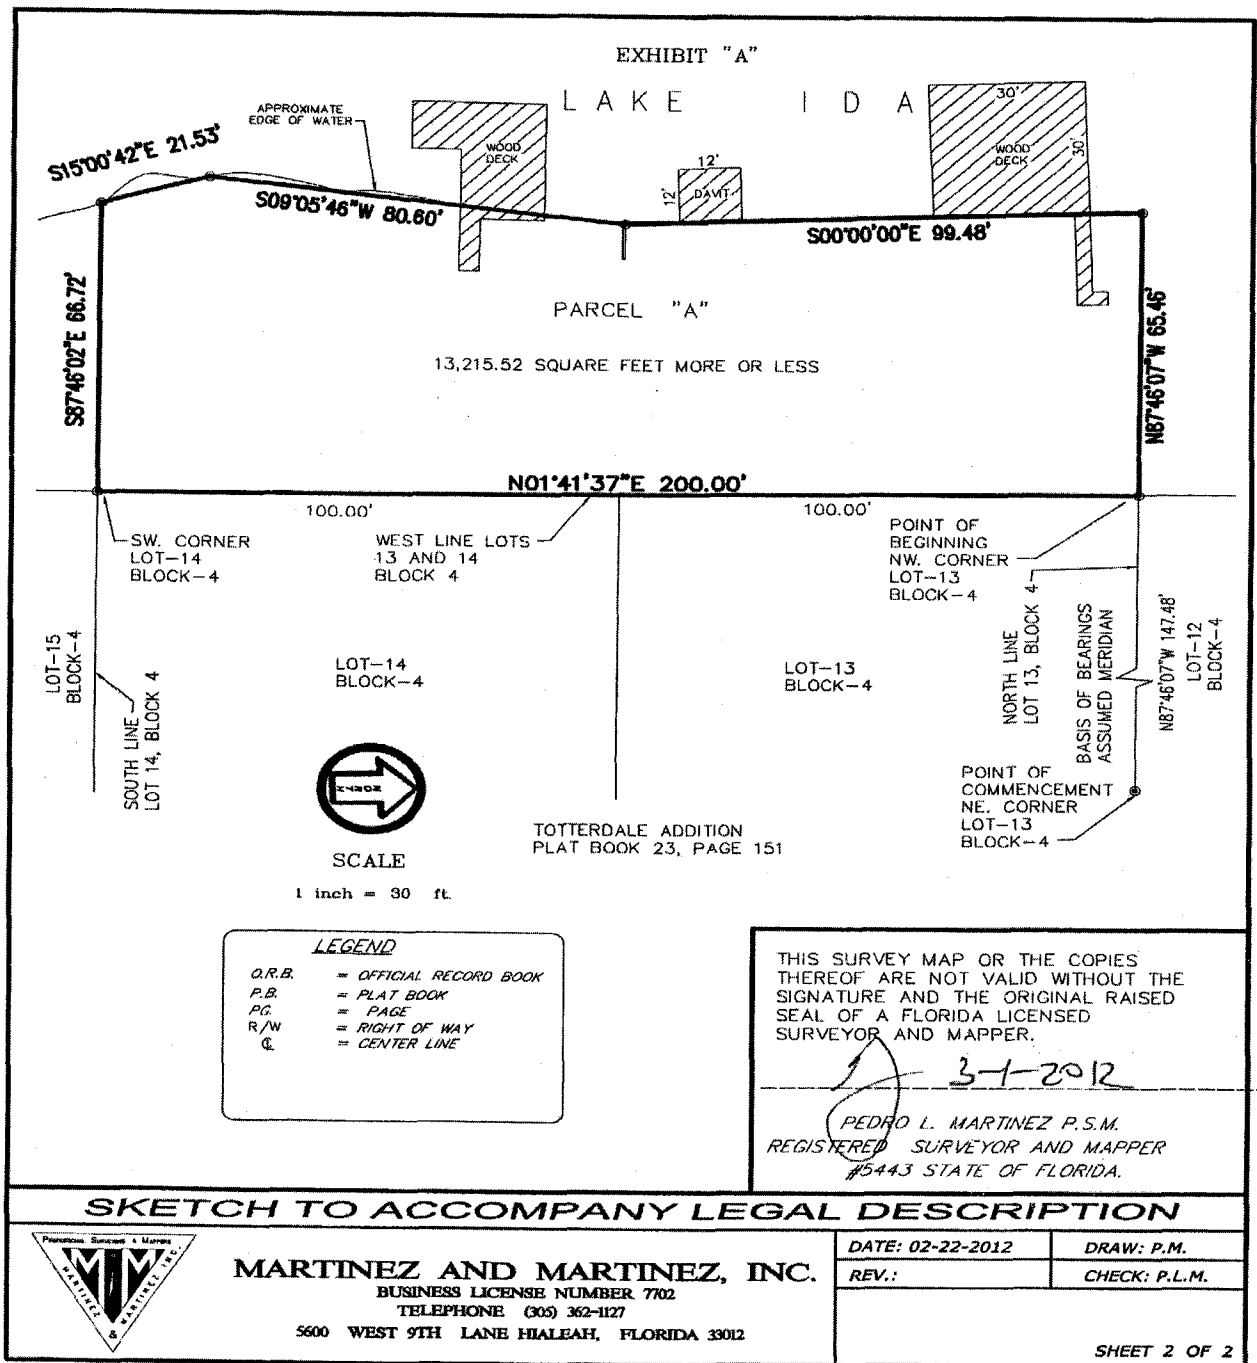 EXHIBIT "A"
LAKE IDA
APPROXIMATE
EDGE OF WATER
WOOD
DECK
12'
12'
DAVIT
30'
WOOD
DECK
30'
S15°00'42"E 21.53'
S09°05'46"W 80.60'
S00°00'00"E 99.48'
S87°46'02"E 66.72'
N87°46'07"W 65.46'
PARCEL "A"
13,215.52 SQUARE FEET MORE OR LESS
N01°41'37"E 200.00'
100.00'
100.00'
SW. CORNER
LOT-14
BLOCK-4
WEST LINE LOTS
13 AND 14
BLOCK 4
POINT OF
BEGINNING
NW. CORNER
LOT-13
BLOCK-4
LOT-15
BLOCK-4
SOUTH LINE
LOT 14, BLOCK 4
LOT-14
BLOCK-4
LOT-13
BLOCK-4
NORTH LINE
LOT 13, BLOCK 4
BASIS OF BEARINGS
ASSUMED MERIDIAN
N87°46'07"W 147.48'
LOT-12
BLOCK-4
POINT OF
COMMENCEMENT
NE. CORNER
LOT-13
BLOCK-4
NORTH
TOTTERDALE ADDITION
PLAT BOOK 23, PAGE 151
SCALE
1 inch = 30 ft.
LEGEND
O.R.B. = OFFICIAL RECORD BOOK
P.B. = PLAT BOOK
PG. = PAGE
R/W = RIGHT OF WAY
℄ = CENTER LINE
THIS SURVEY MAP OR THE COPIES
THEREOF ARE NOT VALID WITHOUT THE
SIGNATURE AND THE ORIGINAL RAISED
SEAL OF A FLORIDA LICENSED
SURVEYOR AND MAPPER.
3-1-2012
PEDRO L. MARTINEZ P.S.M.
REGISTERED SURVEYOR AND MAPPER
#5443 STATE OF FLORIDA.
SKETCH TO ACCOMPANY LEGAL DESCRIPTION
Professional Surveyors & Mappers
MM
MARTINEZ & MARTINEZ INC.
MARTINEZ AND MARTINEZ, INC.
BUSINESS LICENSE NUMBER 7702
TELEPHONE (305) 362-1127
5600 WEST 9TH LANE HIALEAH, FLORIDA 33012
DATE: 02-22-2012
DRAW: P.M.
REV.:
CHECK: P.L.M.
SHEET 2 OF 2